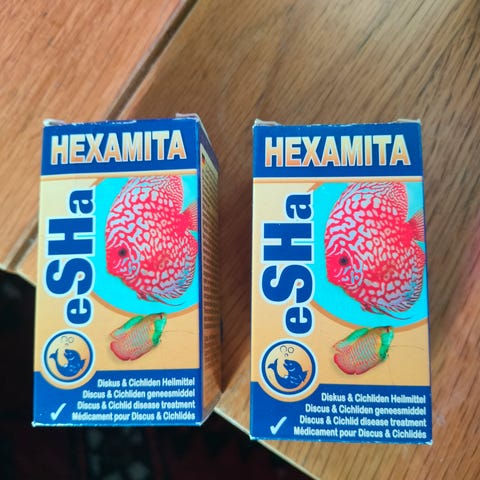 HEXAMITA
eSHa
Diskus & Cichliden Heilmittel
Discus & Cichliden geneesmiddel
Discus & Cichlid disease treatment
Médicament pour Discus & Cichlidés
HEXAMITA
eSHa
Diskus & Cichliden Heilmittel
Discus & Cichliden geneesmiddel
Discus & Cichlid disease treatment
Médicament pour Discus & Cichlidés